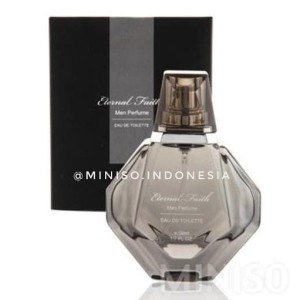 Eternal Faith
Men Perfume
EAU DE TOILETTE
@MINISO.INDONESIA
Eternal Faith
Men Perfume
EAU DE TOILETTE
MINISO